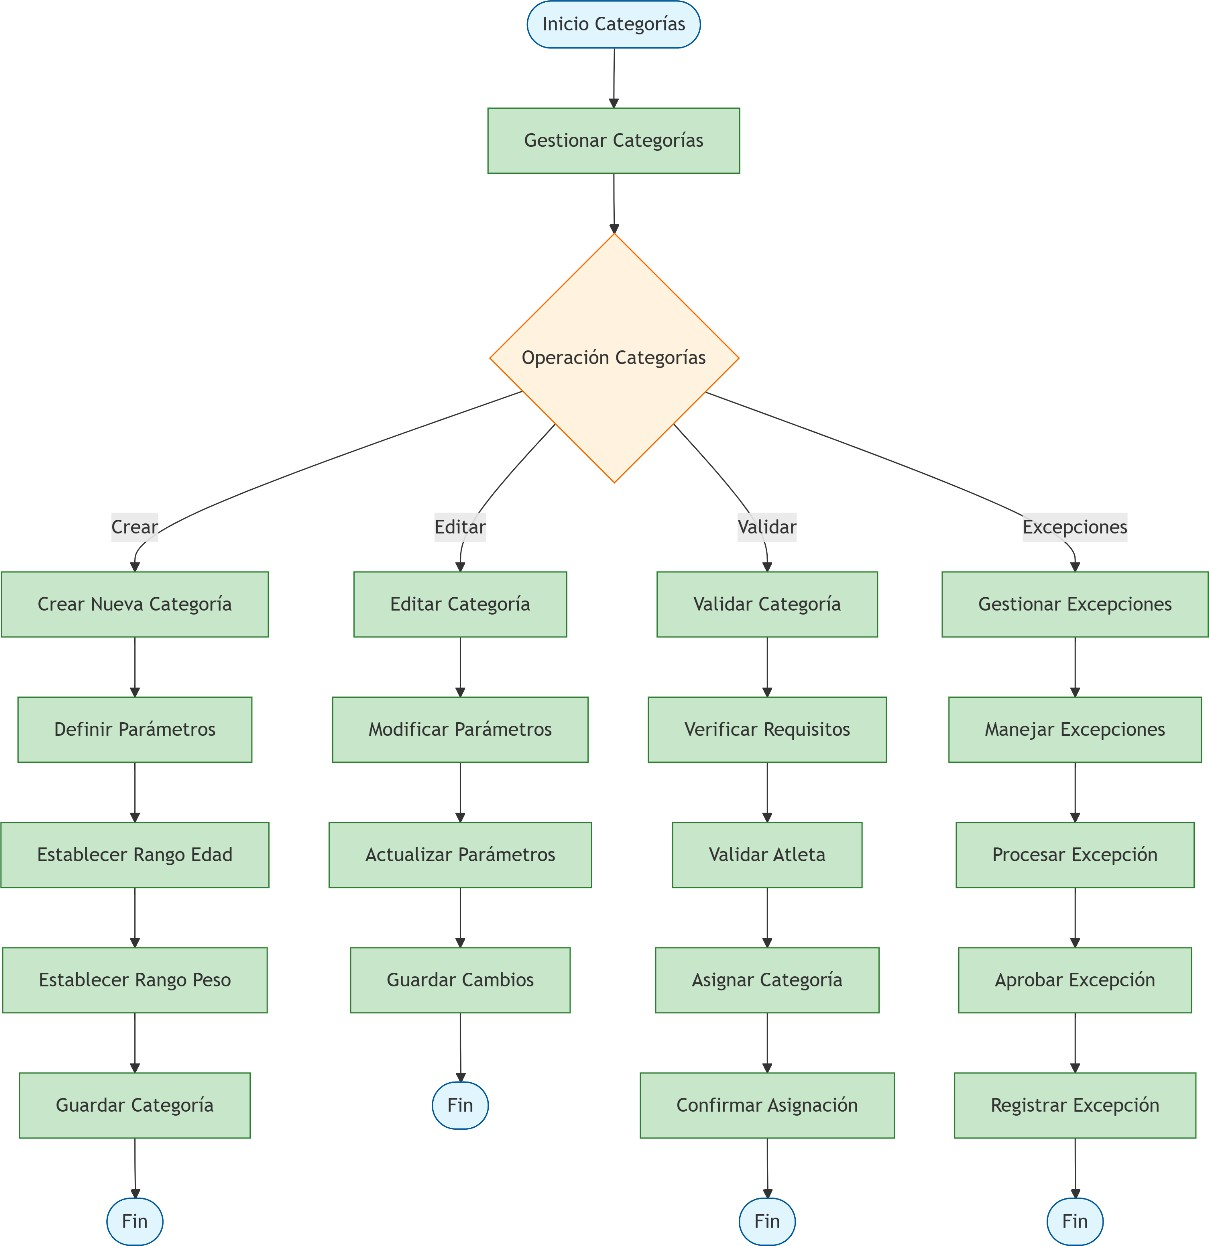 Inicio Categorías
Gestionar Categorías
Operación Categorías
Crear
Editar
Validar
Excepciones
Crear Nueva Categoría
Editar Categoría
Validar Categoría
Gestionar Excepciones
Definir Parámetros
Modificar Parámetros
Verificar Requisitos
Manejar Excepciones
Establecer Rango Edad
Actualizar Parámetros
Validar Atleta
Procesar Excepción
Establecer Rango Peso
Guardar Cambios
Asignar Categoría
Aprobar Excepción
Guardar Categoría
Fin
Confirmar Asignación
Registrar Excepción
Fin
Fin
Fin